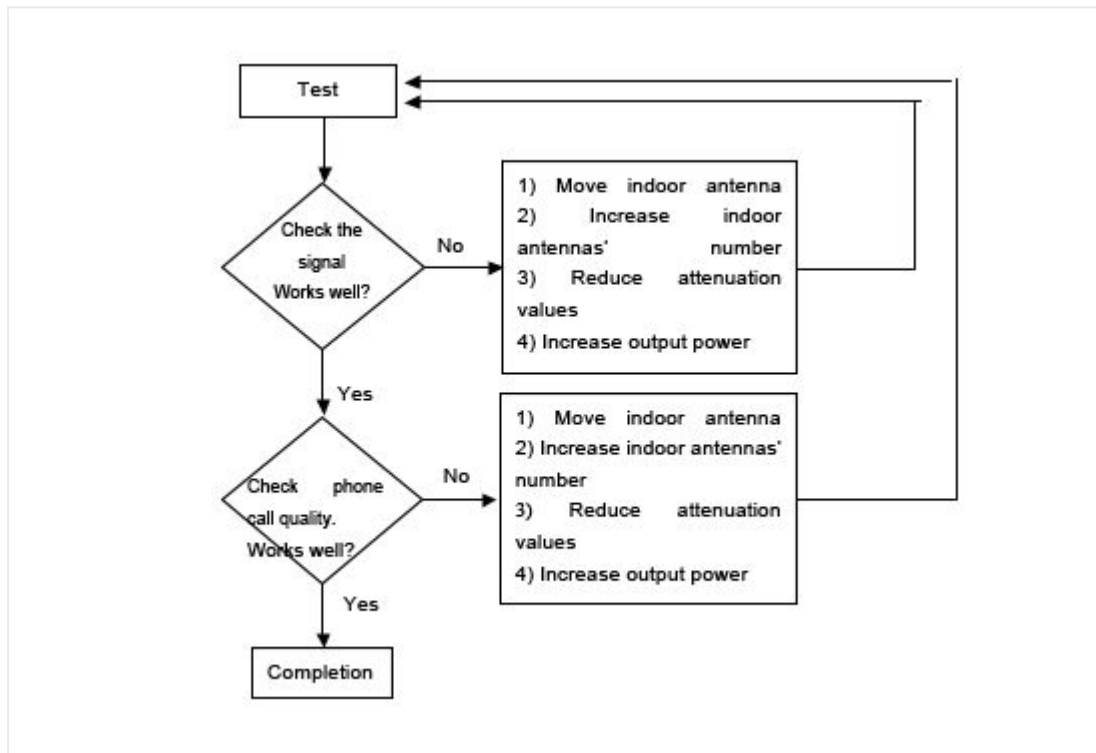 Test
Check the
signal
Works well?
No
1) Move indoor antenna
2) Increase indoor
antennas' number
3) Reduce attenuation
values
4) Increase output power
Yes
Check phone
call quality.
Works well?
No
1) Move indoor antenna
2) Increase indoor antennas'
number
3) Reduce attenuation
values
4) Increase output power
Yes
Completion